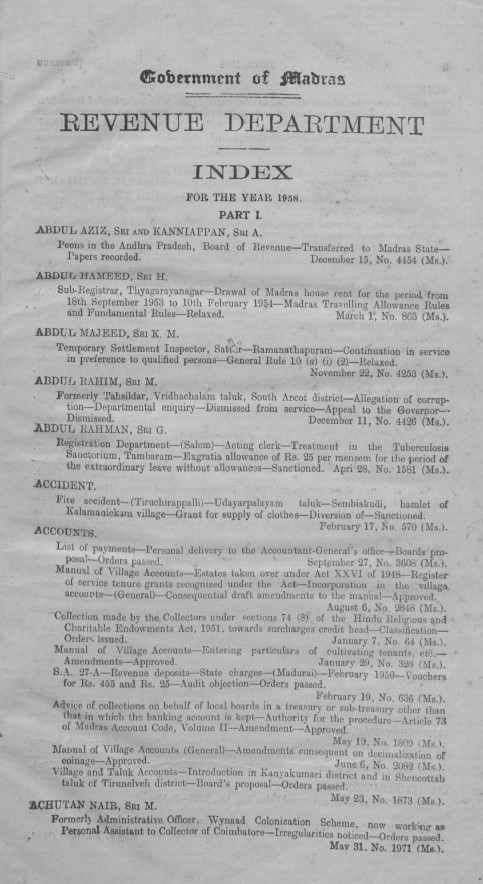 Government of Madras
REVENUE DEPARTMENT
INDEX
FOR THE YEAR 1958.
PART I.
ABDUL AZIZ, SRI AND KANNIAPPAN, SRI A.
Peons in the Andhra Pradesh, Board of Revenue—Transferred to Madras State—
Papers recorded. December 15, No. 4454 (Ms.).
ABDUL HAMEED, SRI H.
Sub-Registrar, Thyagarayanagar—Drawal of Madras house rent for the period from
18th September 1953 to 10th February 1954—Madras Travelling Allowance Rules
and Fundamental Rules—Relaxed. March 1, No. 863 (Ms.).
ABDUL MAJEED, SRI K. M.
Temporary Settlement Inspector, Sattur—Ramanathapuram—Continuation in service
in preference to qualified persons—General Rule 10 (a) (i) (2)—Relaxed.
November 22, No. 4253 (Ms.).
ABDUL RAHIM, SRI M.
Formerly Tahsildar, Vridhachalam taluk, South Arcot district—Allegation of corrup-
tion—Departmental enquiry—Dismissed from service—Appeal to the Governor—
Dismissed. December 11, No. 4426 (Ms.).
ABDUL RAHMAN, SRI G.
Registration Department—(Salem)—Acting clerk—Treatment in the Tuberculosis
Sanctorium, Tambaram—Exgratia allowance of Rs. 25 per mensem for the period of
the extraordinary leave without allowances—Sanctioned. Apri 28, No. 1581 (Ms.).
ACCIDENT.
Fire accident—(Tiruchirappalli)—Udayarpalayam taluk—Sembiakudi, hamlet of
Kalamanickam village—Grant for supply of clothes—Diversion of—Sanctioned.
February 17, No. 570 (Ms.).
ACCOUNTS.
List of payments—Personal delivery to the Accountant-General's office—Boards pro-
posal—Orders passed. September 27, No. 3608 (Ms.).
Manual of Village Accounts—Estates taken over under Act XXVI of 1948—Register
of service tenure grants recognized under the Act—Incorporation in the village
accounts—(General)—Consequential draft amendments to the manual—Approved.
August 6, No. 2848 (Ms.).
Collection made by the Collectors under sections 74 (8) of the Hindu Religious and
Charitable Endowments Act, 1951, towards surcharges credit head—Classification—
Orders issued. January 7, No. 64 (Ms.).
Manual of Village Accounts—Entering particulars of cultivating tenants, etc.—
Amendments—Approved. January 29, No. 328 (Ms.).
S.A. 27-A—Revenue deposits—State charges—(Madurai)—February 1950—Vouchers
for Rs. 455 and Rs. 25—Audit objection—Orders passed.
February 19, No. 636 (Ms.).
Advice of collections on behalf of local boards in a treasury or sub-treasury other than
that in which the banking account is kept—Authority for the procedure—Article 73
of Madras Account Code, Volume II—Amendment—Approved.
May 19, No. 1809 (Ms.).
Manual of Village Accounts (General)—Amendments consequent on decimalization of
coinage—Approved. June 6, No. 2082 (Ms.).
Village and Taluk Accounts—Introduction in Kanyakumari district and in Shencottah
taluk of Tirunelveli district—Board's proposal—Orders passed.
May 23, No. 1873 (Ms.).
ACHUTAN NAIR, SRI M.
Formerly Administrative Officer, Wynaad Colonization Scheme, now working as
Personal Assistant to Collector of Coimbatore—Irregularities noticed—Orders passed.
May 31, No. 1971 (Ms.).